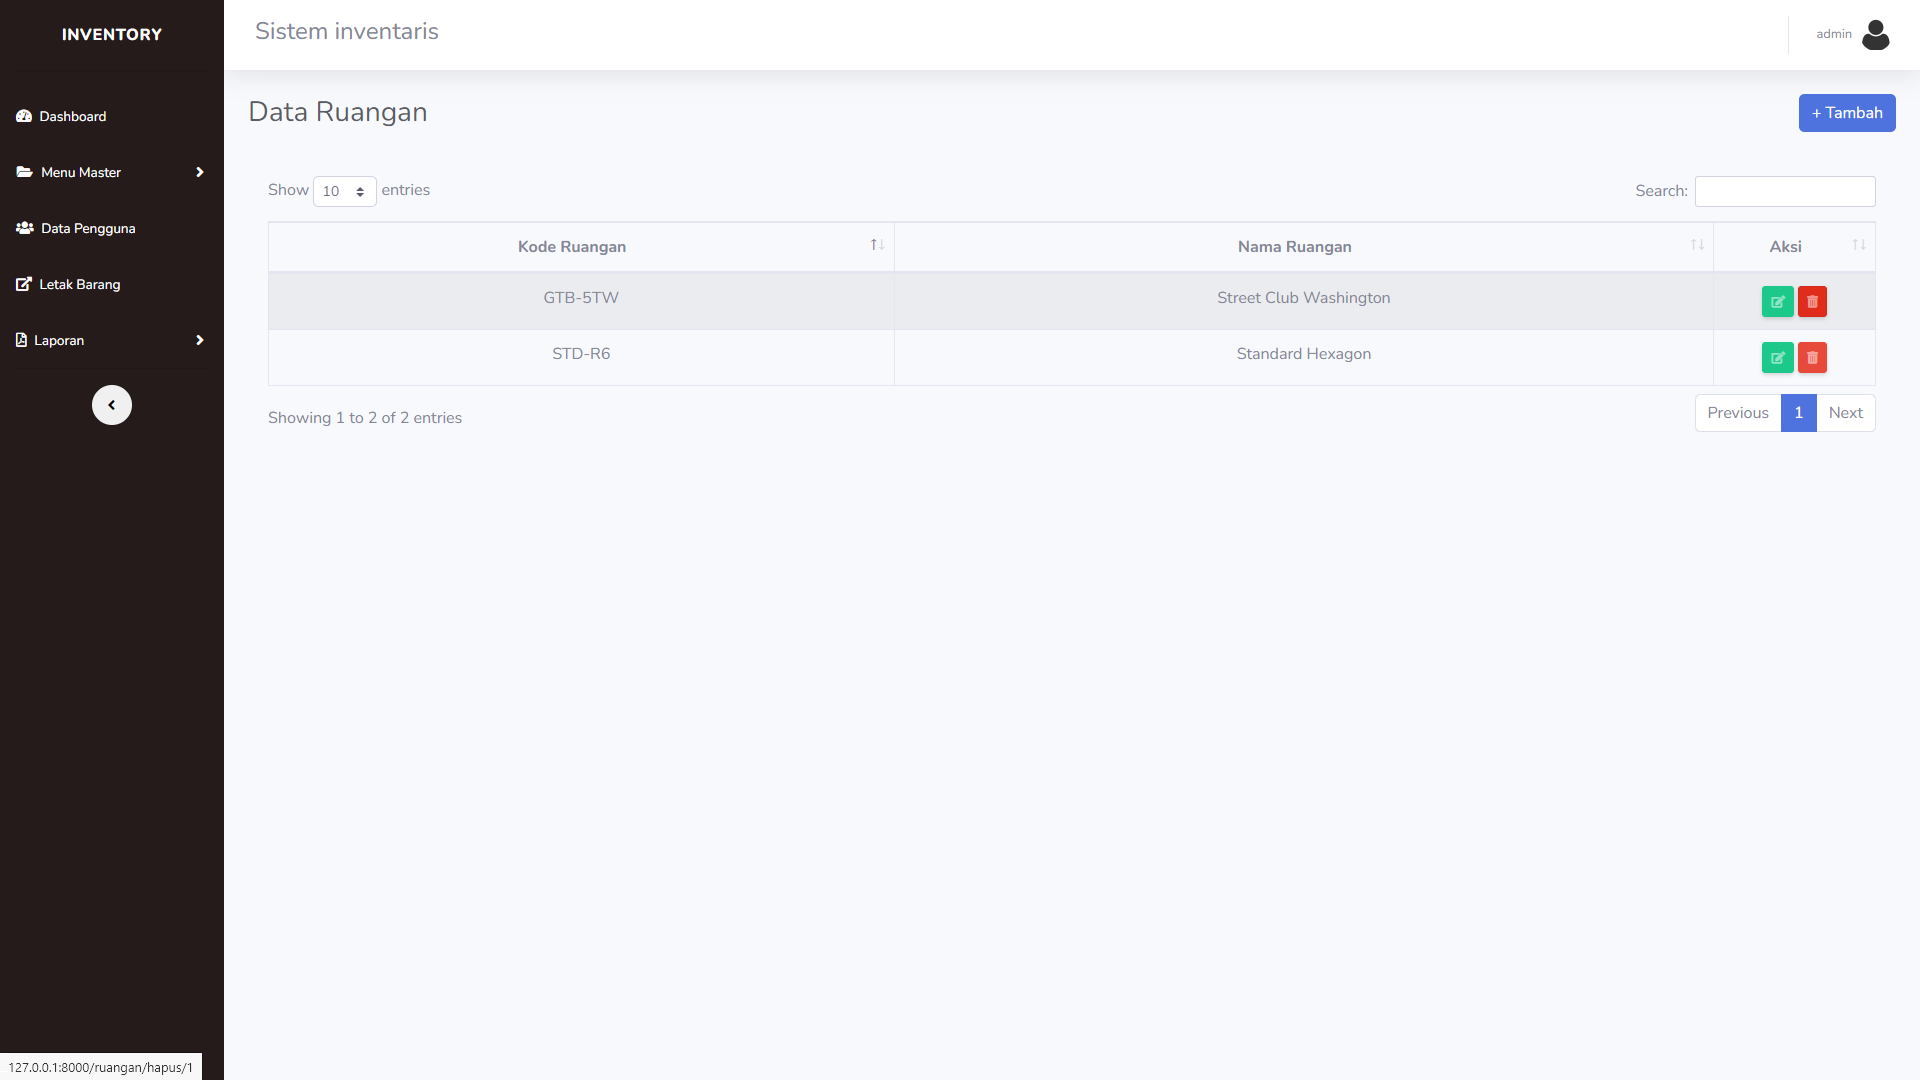 INVENTORY
Sistem inventaris
admin
Dashboard
Menu Master
Data Pengguna
Letak Barang
Laporan
Data Ruangan
+ Tambah
Show 10 entries
Search:
Kode Ruangan Nama Ruangan Aksi
GTB-5TW Street Club Washington
STD-R6 Standard Hexagon
Showing 1 to 2 of 2 entries
Previous 1 Next
127.0.0.1:8000/ruangan/hapus/1